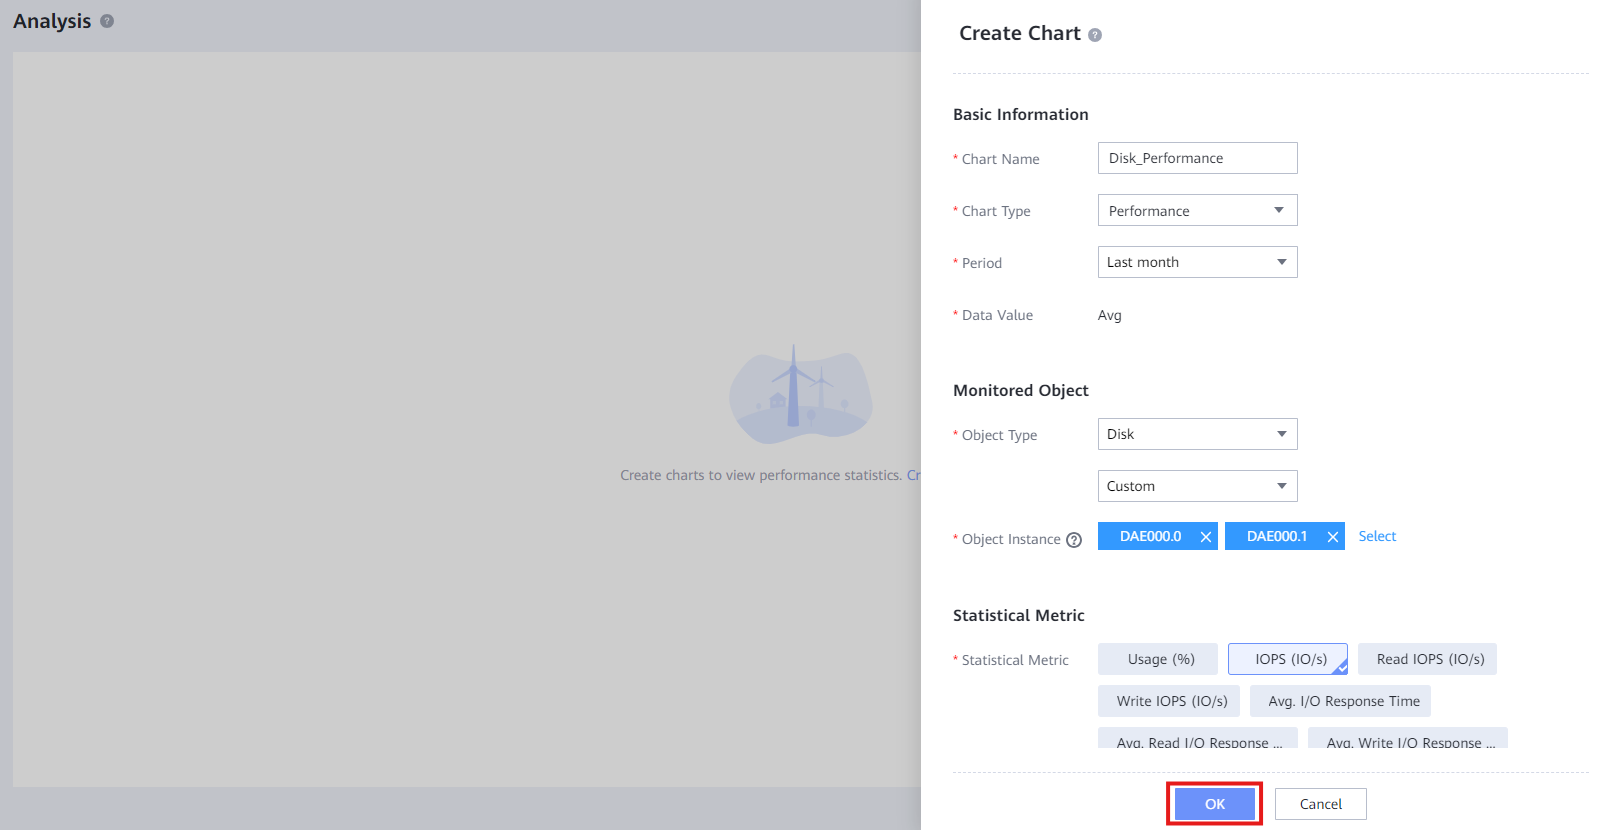 Analysis ?
Create charts to view performance statistics. Cr
Create Chart ?
Basic Information
* Chart Name Disk_Performance
* Chart Type Performance
* Period Last month
* Data Value Avg
Monitored Object
* Object Type Disk
Custom
* Object Instance ? DAE000.0 DAE000.1 Select
Statistical Metric
* Statistical Metric Usage (%) IOPS (IO/s) Read IOPS (IO/s)
Write IOPS (IO/s) Avg. I/O Response Time
Avg. Read I/O Response ... Avg. Write I/O Response ...
OK Cancel